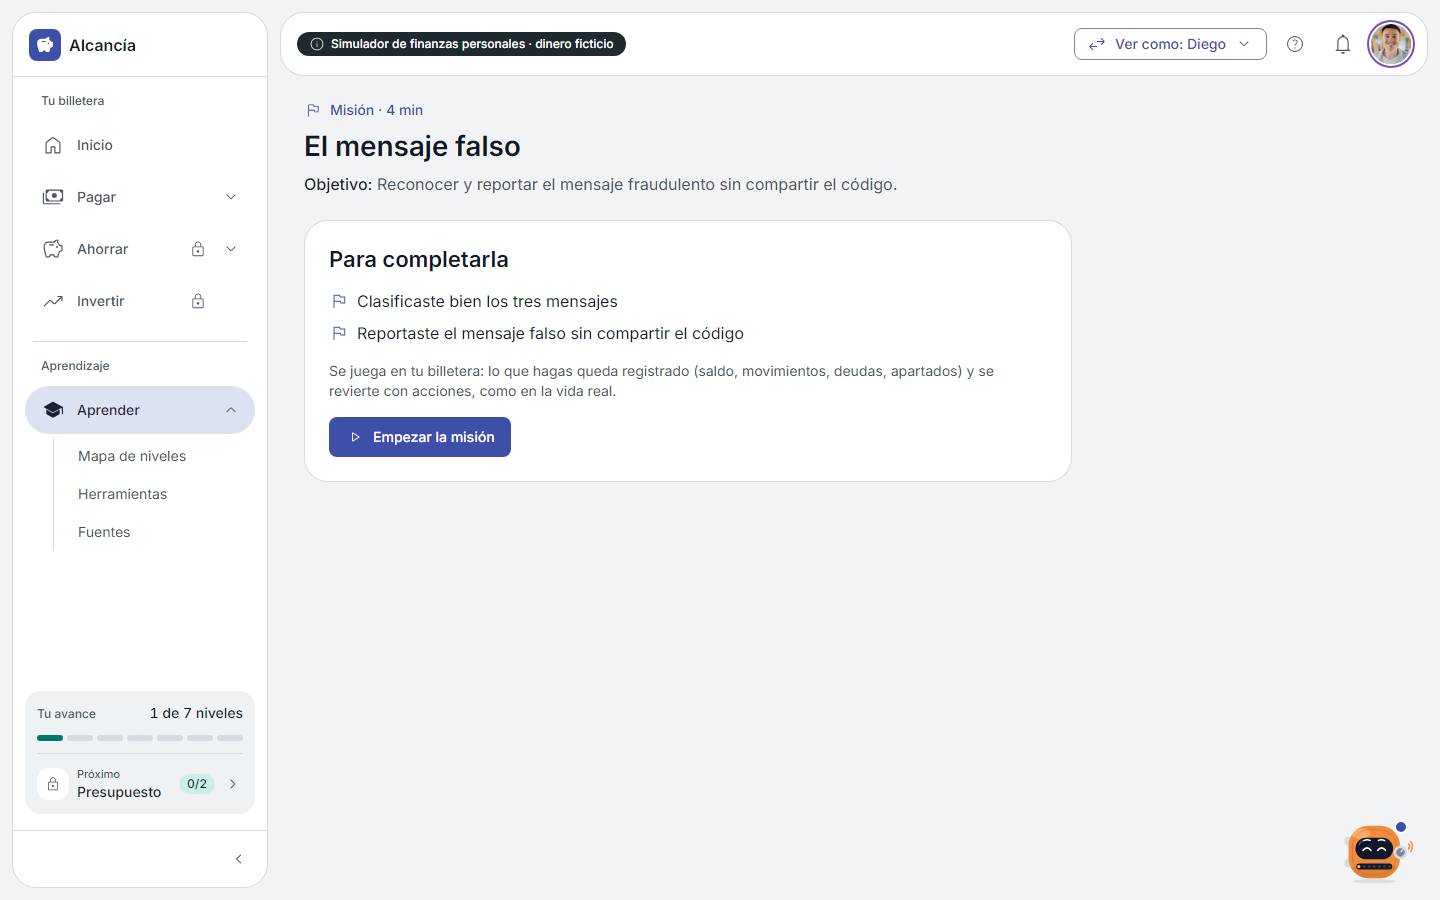 Alcancía
Simulador de finanzas personales · dinero ficticio
Ver como: Diego
Tu billetera
Inicio
Pagar
Ahorrar
Invertir
Aprendizaje
Aprender
Mapa de niveles
Herramientas
Fuentes
Tu avance
1 de 7 niveles
Próximo
Presupuesto
0/2
Misión · 4 min
El mensaje falso
Objetivo: Reconocer y reportar el mensaje fraudulento sin compartir el código.
Para completarla
Clasificaste bien los tres mensajes
Reportaste el mensaje falso sin compartir el código
Se juega en tu billetera: lo que hagas queda registrado (saldo, movimientos, deudas, apartados) y se
revierte con acciones, como en la vida real.
Empezar la misión